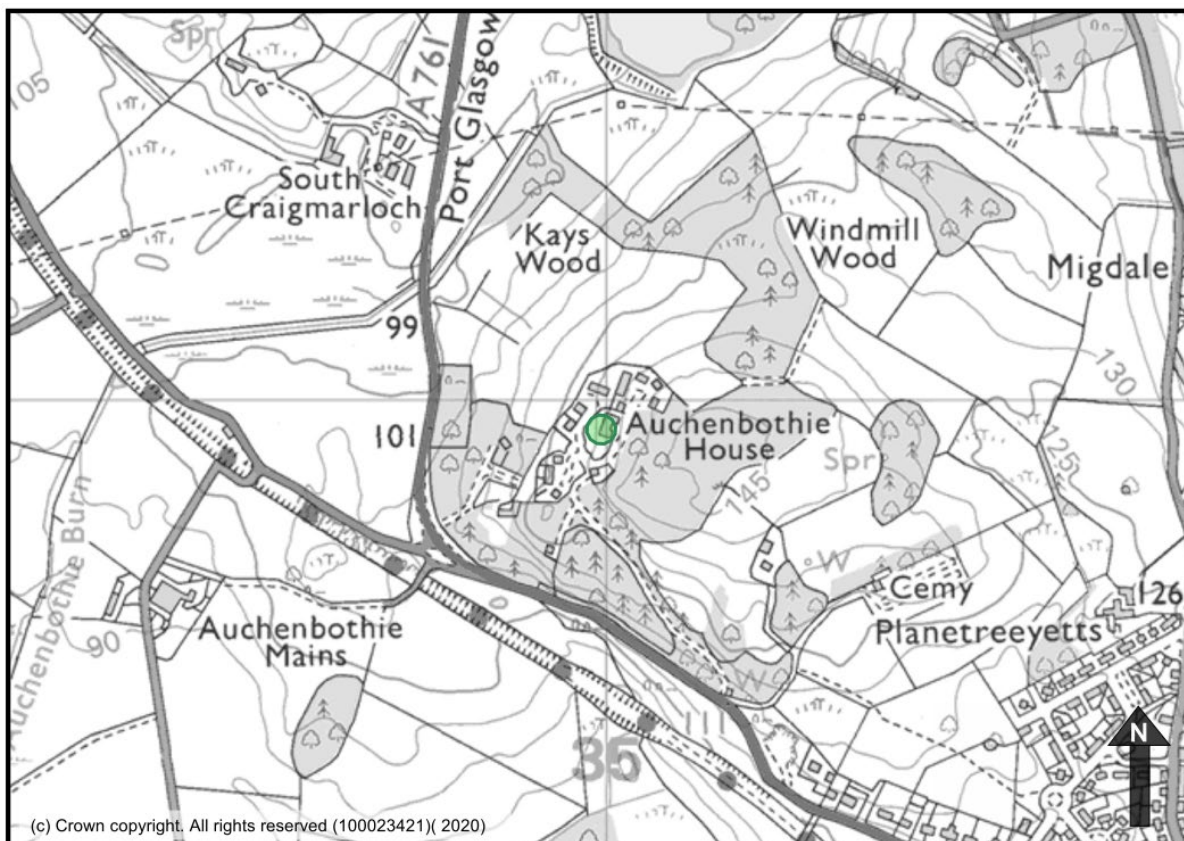 Spr
105
A761
Port Glasgow
South
Craigmarloch
Kays
Wood
Windmill
Wood
Migdale
99
130
101
Auchenbothie
House
Spr
125
145
Auchenbothie Burn
W
Cemy
126
Planetreeyetts
Auchenbothie
Mains
90
W
111
35
N
(c) Crown copyright. All rights reserved (100023421)( 2020)